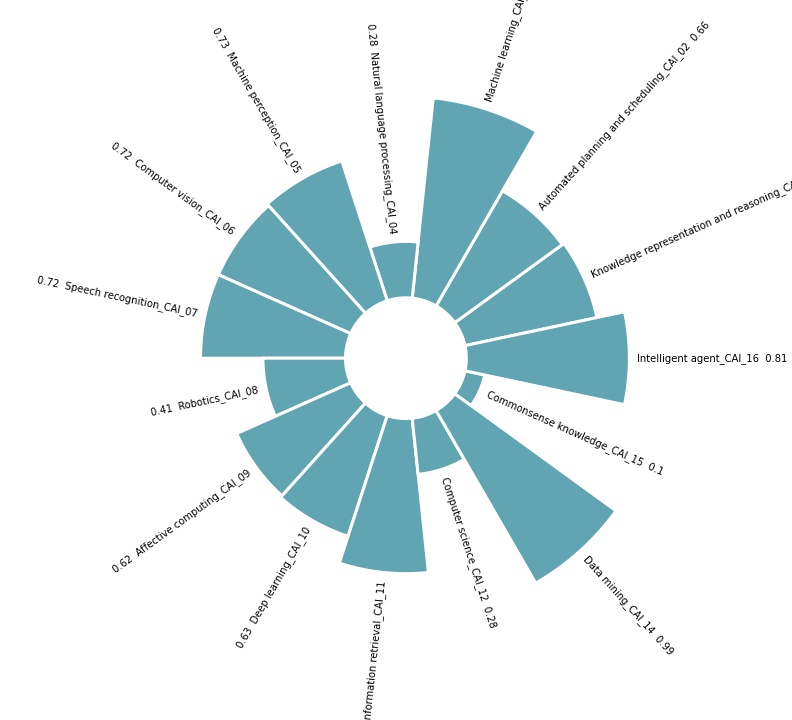 0.28 Natural language processing_CAI_04
Machine learning_CAI_
Automated planning and scheduling_CAI_02 0.66
0.73 Machine perception_CAI_05
0.72 Computer vision_CAI_06
Knowledge representation and reasoning_CA
0.72 Speech recognition_CAI_07
Intelligent agent_CAI_16 0.81
0.41 Robotics_CAI_08
Commonsense knowledge_CAI_15 0.1
0.62 Affective computing_CAI_09
0.63 Deep learning_CAI_10
nformation retrieval_CAI_11
Computer science_CAI_12 0.28
Data mining_CAI_14 0.99